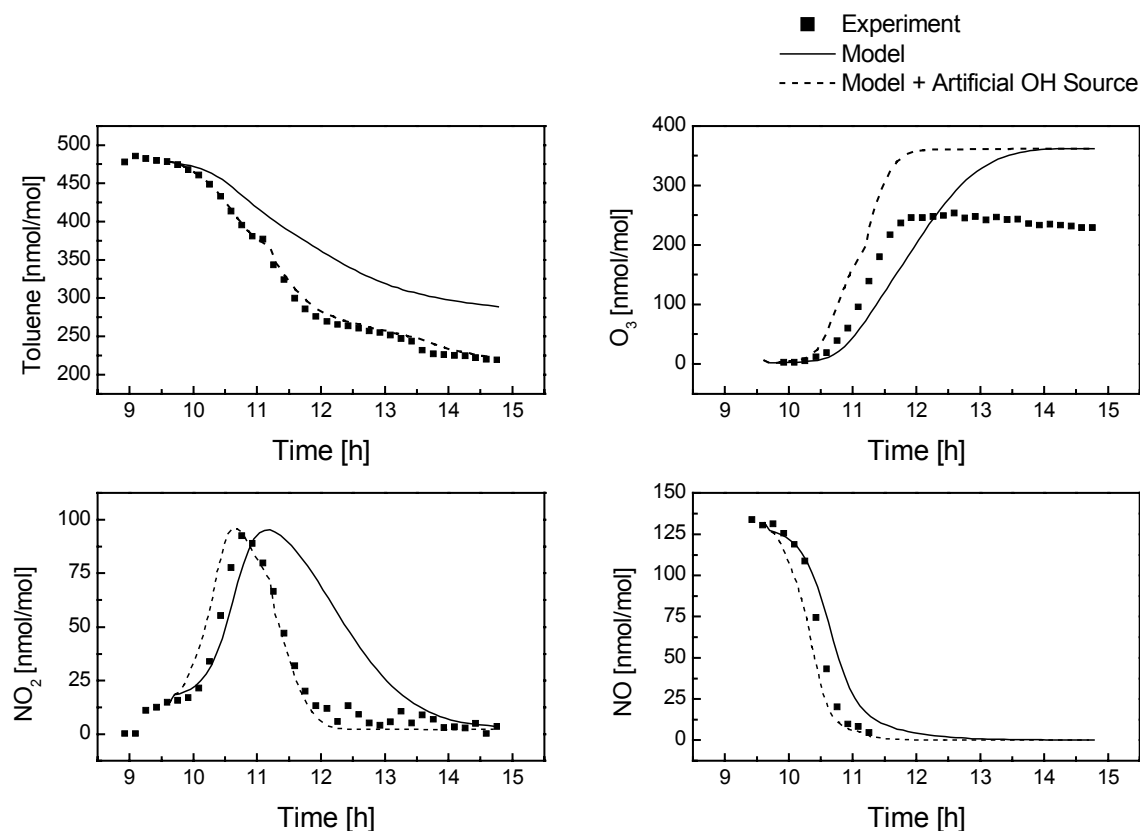 Experiment
Model
Model + Artificial OH Source
500
450
400
350
300
250
200
Toluene [nmol/mol]
9 10 11 12 13 14 15
Time [h]
400
300
200
100
0
O3 [nmol/mol]
9 10 11 12 13 14 15
Time [h]
100
75
50
25
0
NO2 [nmol/mol]
9 10 11 12 13 14 15
Time [h]
150
125
100
75
50
25
0
NO [nmol/mol]
9 10 11 12 13 14 15
Time [h]